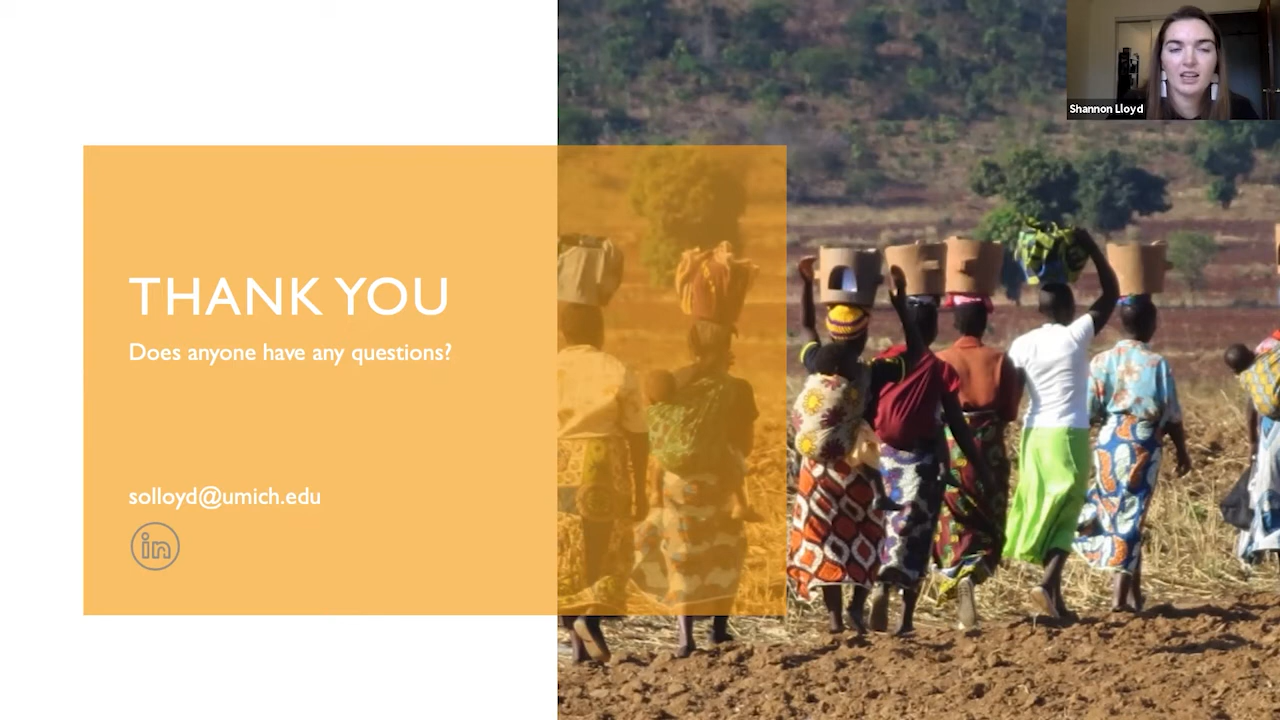 Shannon Lloyd
THANK YOU
Does anyone have any questions?
solloyd@umich.edu
in